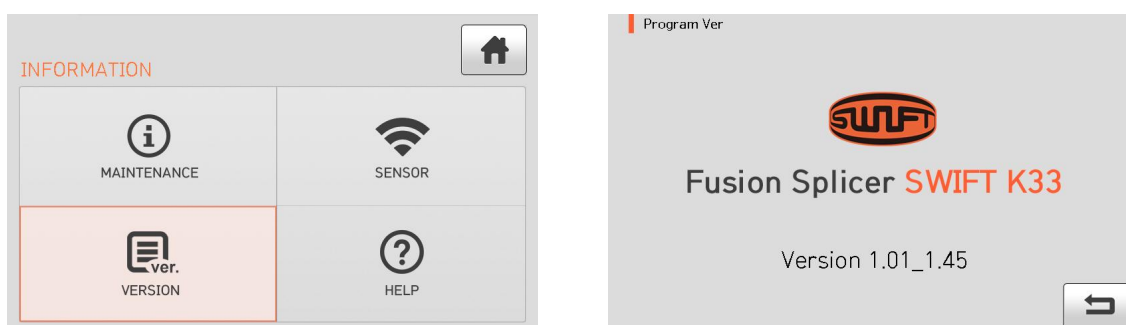 INFORMATION
MAINTENANCE
SENSOR
ver.
VERSION
HELP
Program Ver
SWIFT
Fusion Splicer SWIFT K33
Version 1.01_1.45